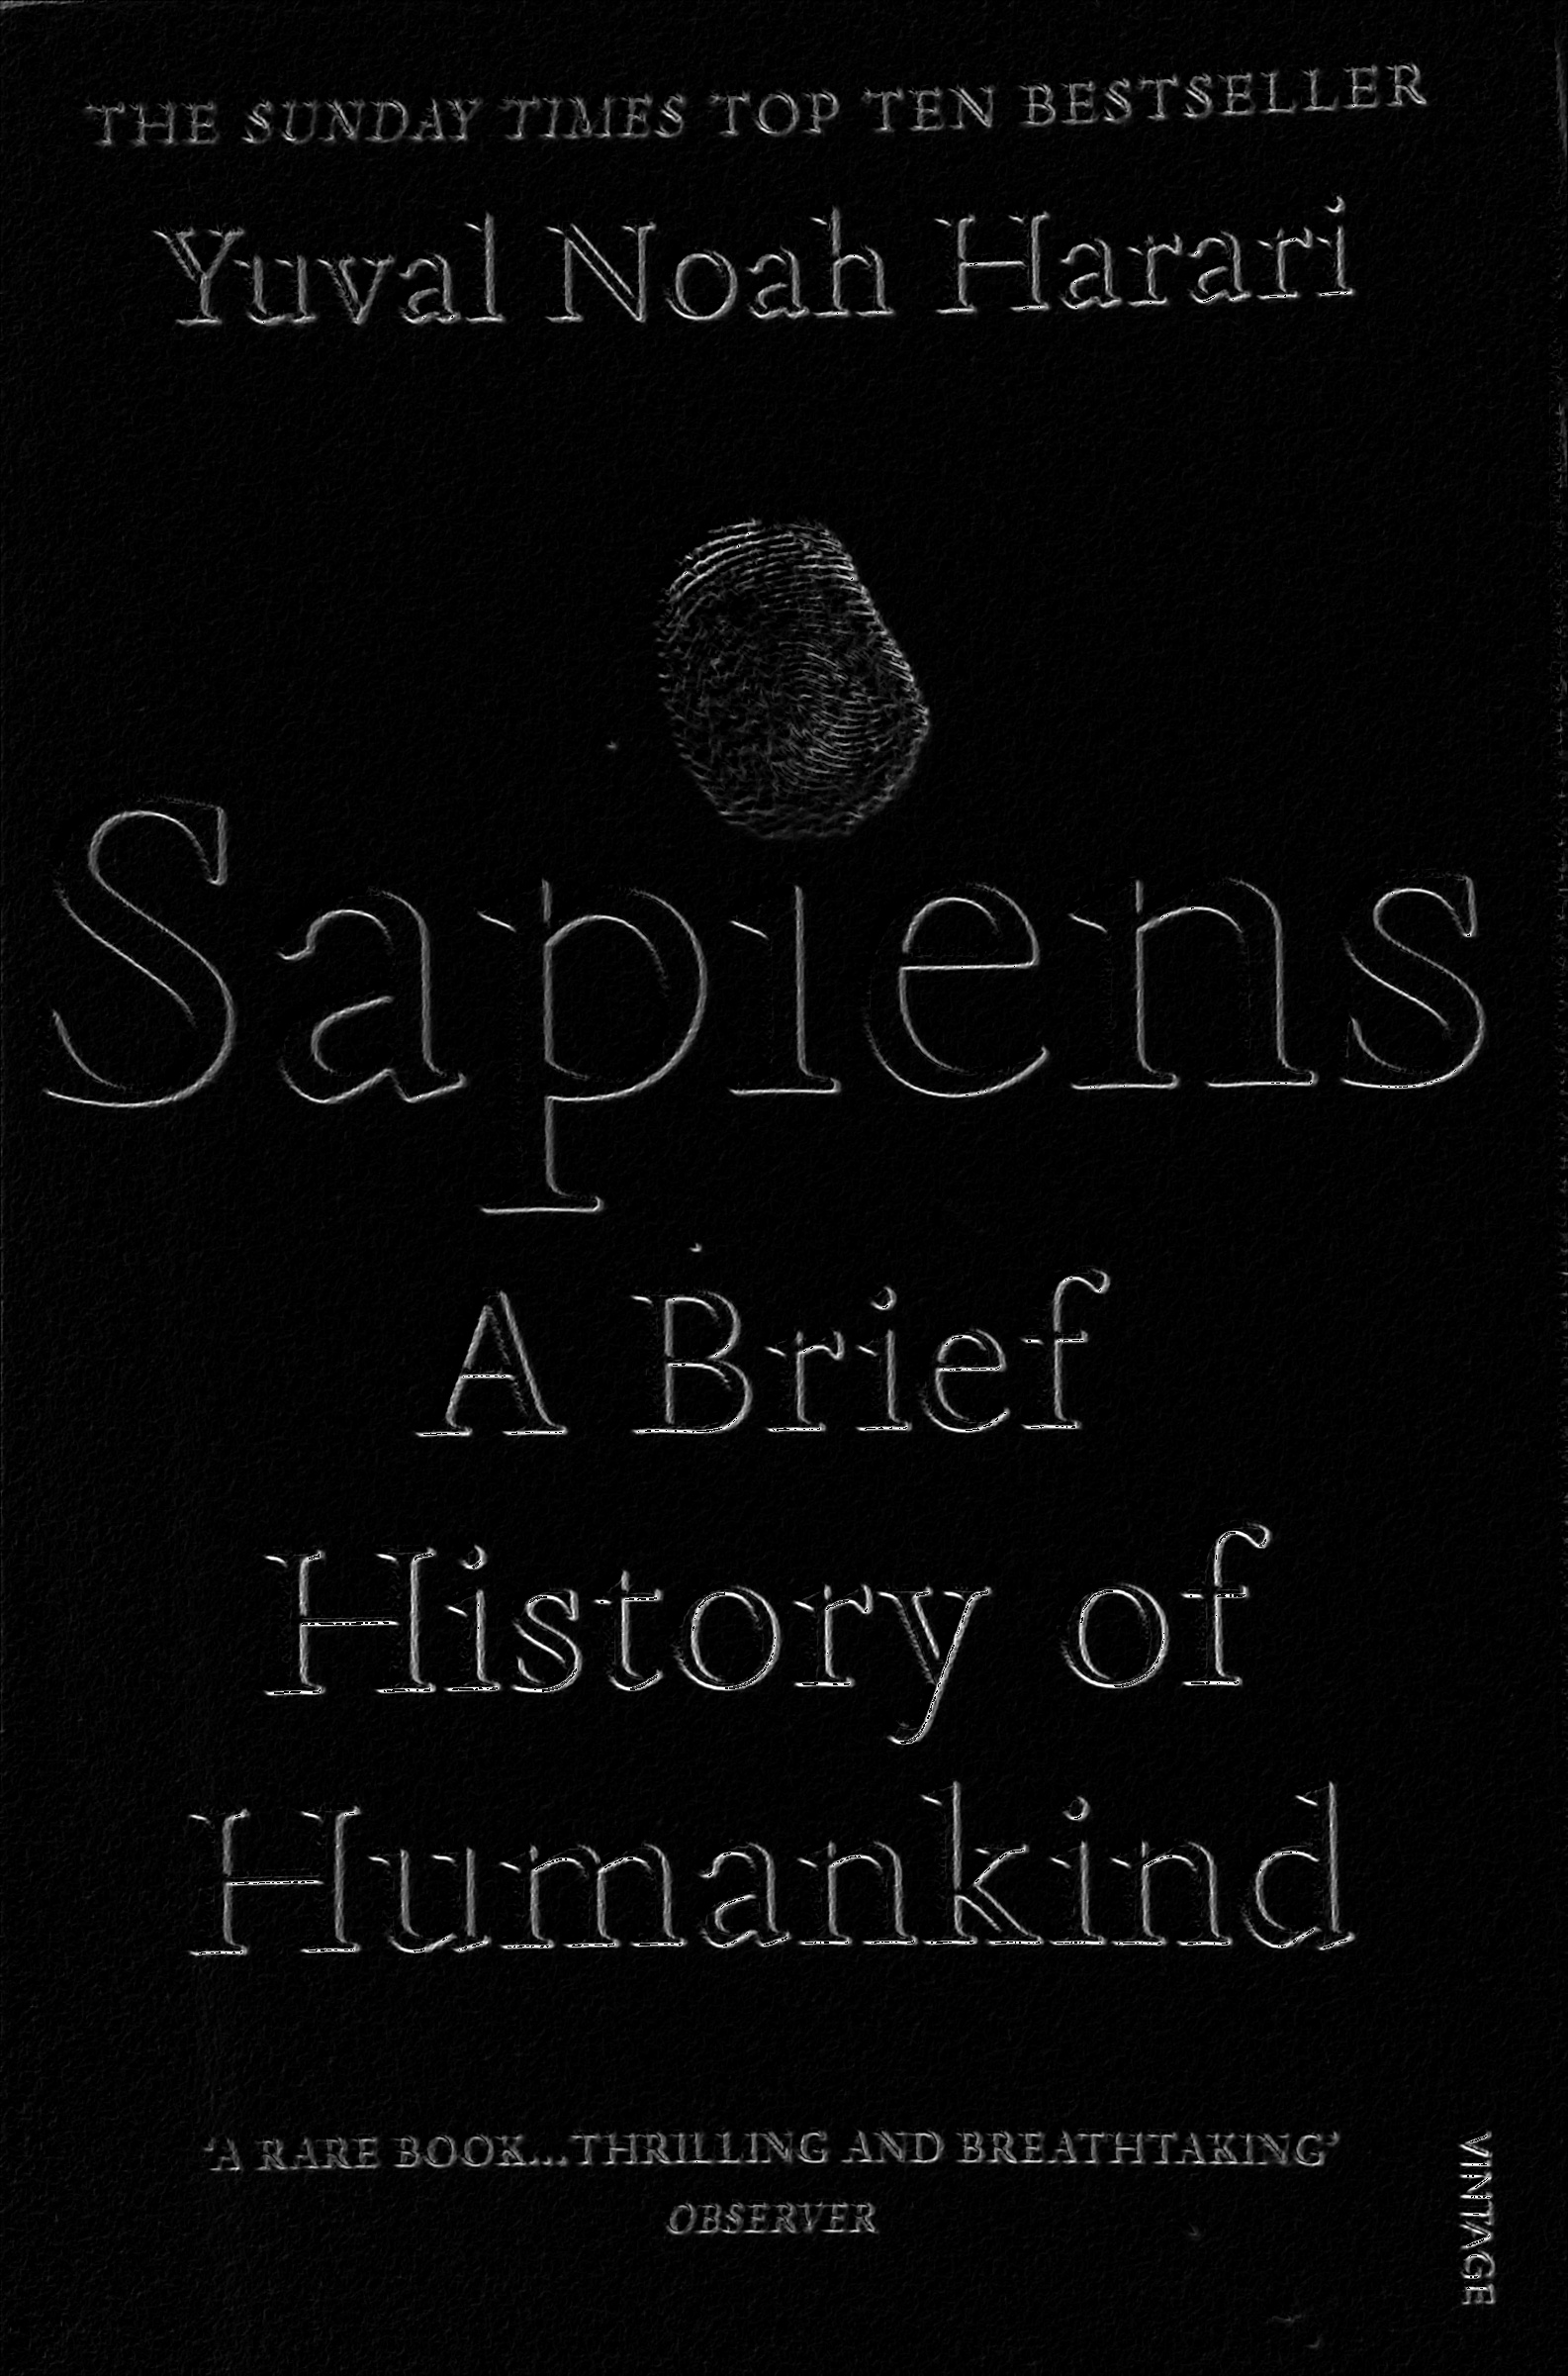 THE SUNDAY TIMES TOP TEN BESTSELLER
Yuval Noah Harari
Sapiens
A Brief
History of
Humankind
‘A RARE BOOK...THRILLING AND BREATHTAKING’
OBSERVER
VINTAGE